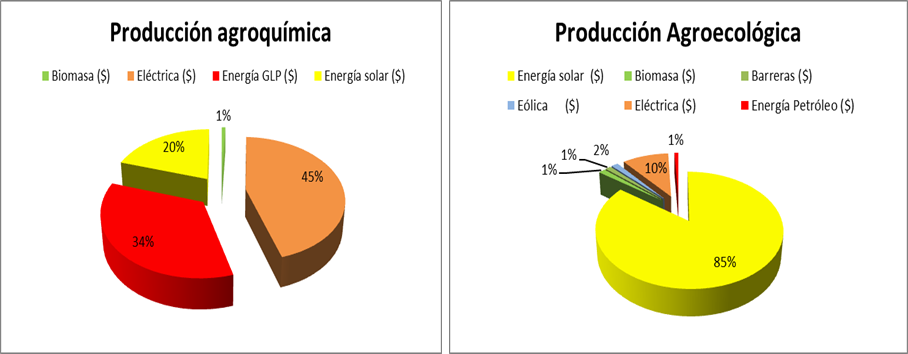 Producción agroquímica
Biomasa ($) Eléctrica ($) Energía GLP ($) Energía solar ($)
1%
20%
45%
34%
Producción Agroecológica
Energía solar ($) Biomasa ($) Barreras ($)
Eólica ($) Eléctrica ($) Energía Petróleo ($)
1%
2%
1%
1%
10%
85%